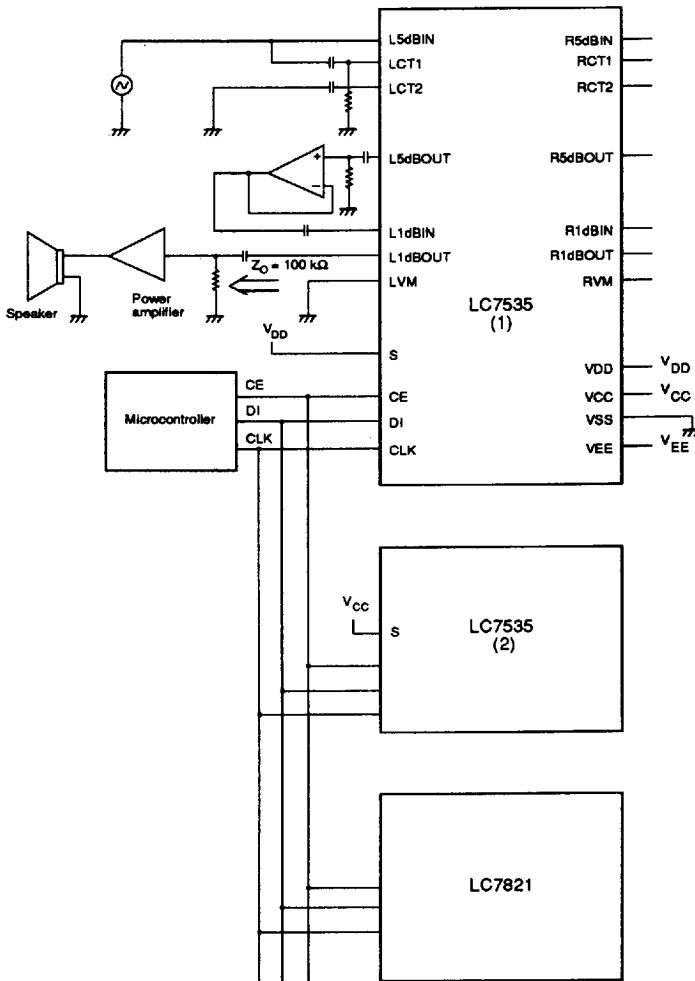 L5dBIN
LCT1
LCT2
L5dBOUT
L1dBIN
L1dBOUT
LVM
S
CE
DI
CLK
R5dBIN
RCT1
RCT2
R5dBOUT
R1dBIN
R1dBOUT
RVM
LC7535
(1)
VDD
VCC
VSS
VEE
VDD
VCC
VEE
Speaker
Power
amplifier
ZO = 100 kΩ
VDD
Microcontroller
CE
DI
CLK
VCC
S
LC7535
(2)
LC7821
+
−